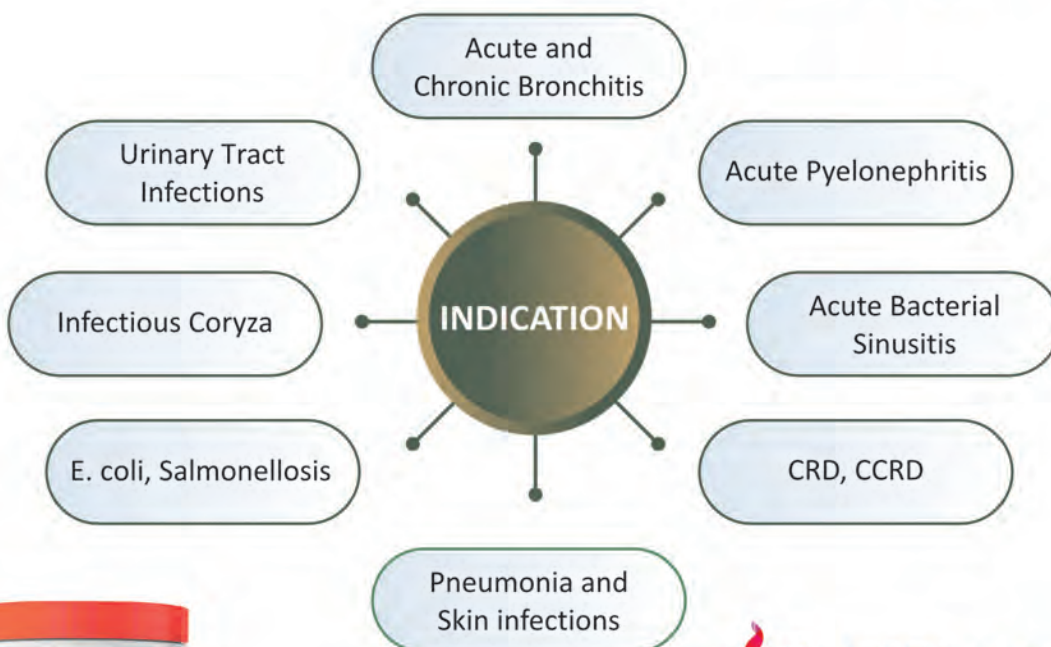 Acute and
Chronic Bronchitis
Urinary Tract
Infections
Acute Pyelonephritis
Infectious Coryza
INDICATION
Acute Bacterial
Sinusitis
E. coli, Salmonellosis
CRD, CCRD
Pneumonia and
Skin infections